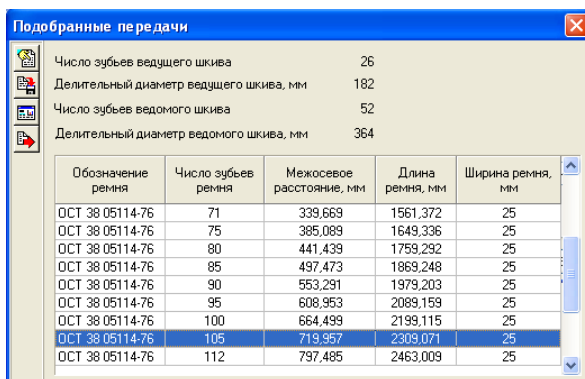 Подобранные передачи
Число зубьев ведущего шкива 26
Делительный диаметр ведущего шкива, мм 182
Число зубьев ведомого шкива 52
Делительный диаметр ведомого шкива, мм 364
Обозначение ремня Число зубьев ремня Межосевое расстояние, мм Длина ремня, мм Ширина ремня, мм
ОСТ 38 05114-76 71 339,669 1561,372 25
ОСТ 38 05114-76 75 385,089 1649,336 25
ОСТ 38 05114-76 80 441,439 1759,292 25
ОСТ 38 05114-76 85 497,473 1869,248 25
ОСТ 38 05114-76 90 553,291 1979,203 25
ОСТ 38 05114-76 95 608,953 2089,159 25
ОСТ 38 05114-76 100 664,499 2199,115 25
ОСТ 38 05114-76 105 719,957 2309,071 25
ОСТ 38 05114-76 112 797,485 2463,009 25